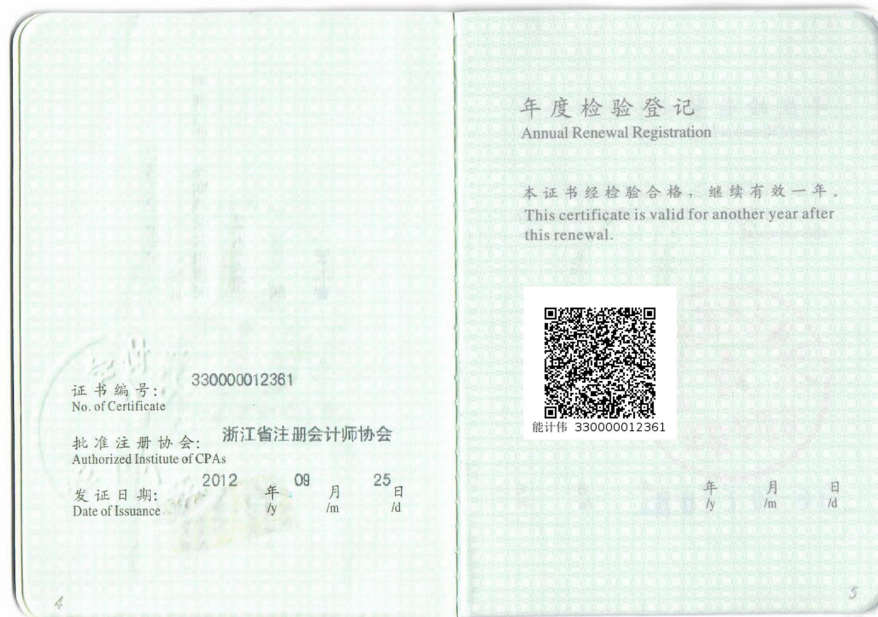 证书编号: 330000012361
No. of Certificate
批准注册协会: 浙江省注册会计师协会
Authorized Institute of CPAs
发证日期: 2012 年 09 月 25 日
Date of Issuance /y /m /d
4
年度检验登记
Annual Renewal Registration
本证书经检验合格，继续有效一年。
This certificate is valid for another year after
this renewal.
能计伟 330000012361
年 月 日
/y /m /d
5